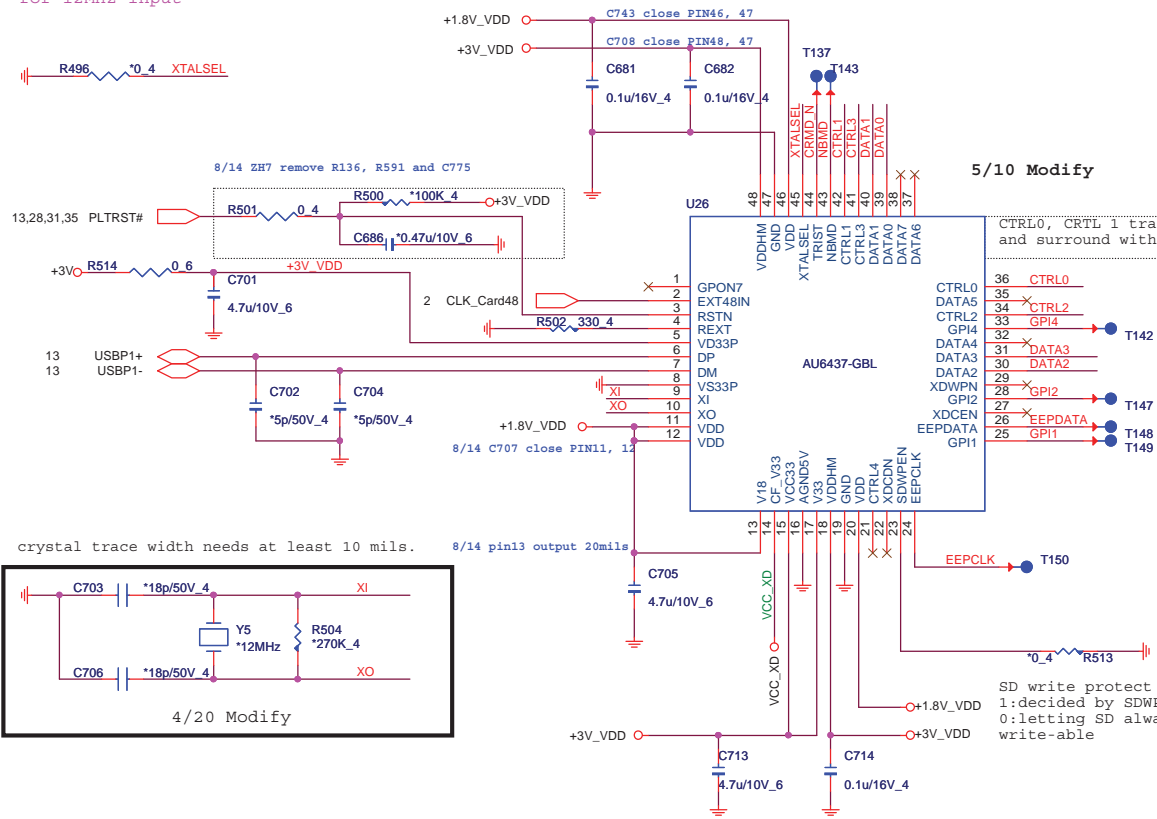 for 12MHz input
+1.8V_VDD
C743 close PIN46, 47
+3V_VDD
C708 close PIN48, 47
R496
*0_4
XTALSEL
C681
0.1u/16V_4
C682
0.1u/16V_4
T137
T143
XTALSEL
CRMD_N
NBMD
CTRL1
CTRL3
DATA1
DATA0
8/14 ZH7 remove R136, R591 and C775
5/10 Modify
13,28,31,35 PLTRST#
R501
0_4
R500
*100K_4
+3V_VDD
C686
*0.47u/10V_6
+3V
R514
0_6
+3V_VDD
C701
4.7u/10V_6
2 CLK_Card48
R502
330_4
13 USBP1+
13 USBP1-
C702
*5p/50V_4
C704
*5p/50V_4
XI
XO
+1.8V_VDD
8/14 C707 close PIN11, 12
U26
48
47
46
45
44
43
42
41
40
39
38
37
VDDHM
GND
VDD
XTALSEL
TRIST
NBMD
CTRL1
CTRL3
DATA1
DATA0
DATA7
DATA6
CTRL0, CRTL 1 tra
and surround with
1 GPON7
2 EXT48IN
3 RSTN
4 REXT
5 VD33P
6 DP
7 DM
8 VS33P
9 XI
10 XO
11 VDD
12 VDD
AU6437-GBL
CTRL0 36 CTRL0
DATA5 35
CTRL2 34 CTRL2
GPI4 33 GPI4
T142
DATA4 32
DATA3 31 DATA3
DATA2 30 DATA2
XDWPN 29
GPI2 28 GPI2
T147
XDCEN 27
EEPDATA 26 EEPDATA
T148
GPI1 25 GPI1
T149
V18
CF_V33
VCC33
AGND5V
V33
VDDHM
GND
VDD
CTRL4
XDCDN
SDWPEN
EEPCLK
13
14
15
16
17
18
19
20
21
22
23
24
8/14 pin13 output 20mils
C705
4.7u/10V_6
VCC_XD
VCC_XD
EEPCLK
T150
*0_4
R513
SD write protect
1:decided by SDWP
0:letting SD alwa
write-able
+1.8V_VDD
+3V_VDD
+3V_VDD
C713
4.7u/10V_6
C714
0.1u/16V_4
crystal trace width needs at least 10 mils.
C703
*18p/50V_4
XI
Y5
*12MHz
R504
*270K_4
C706
*18p/50V_4
XO
4/20 Modify